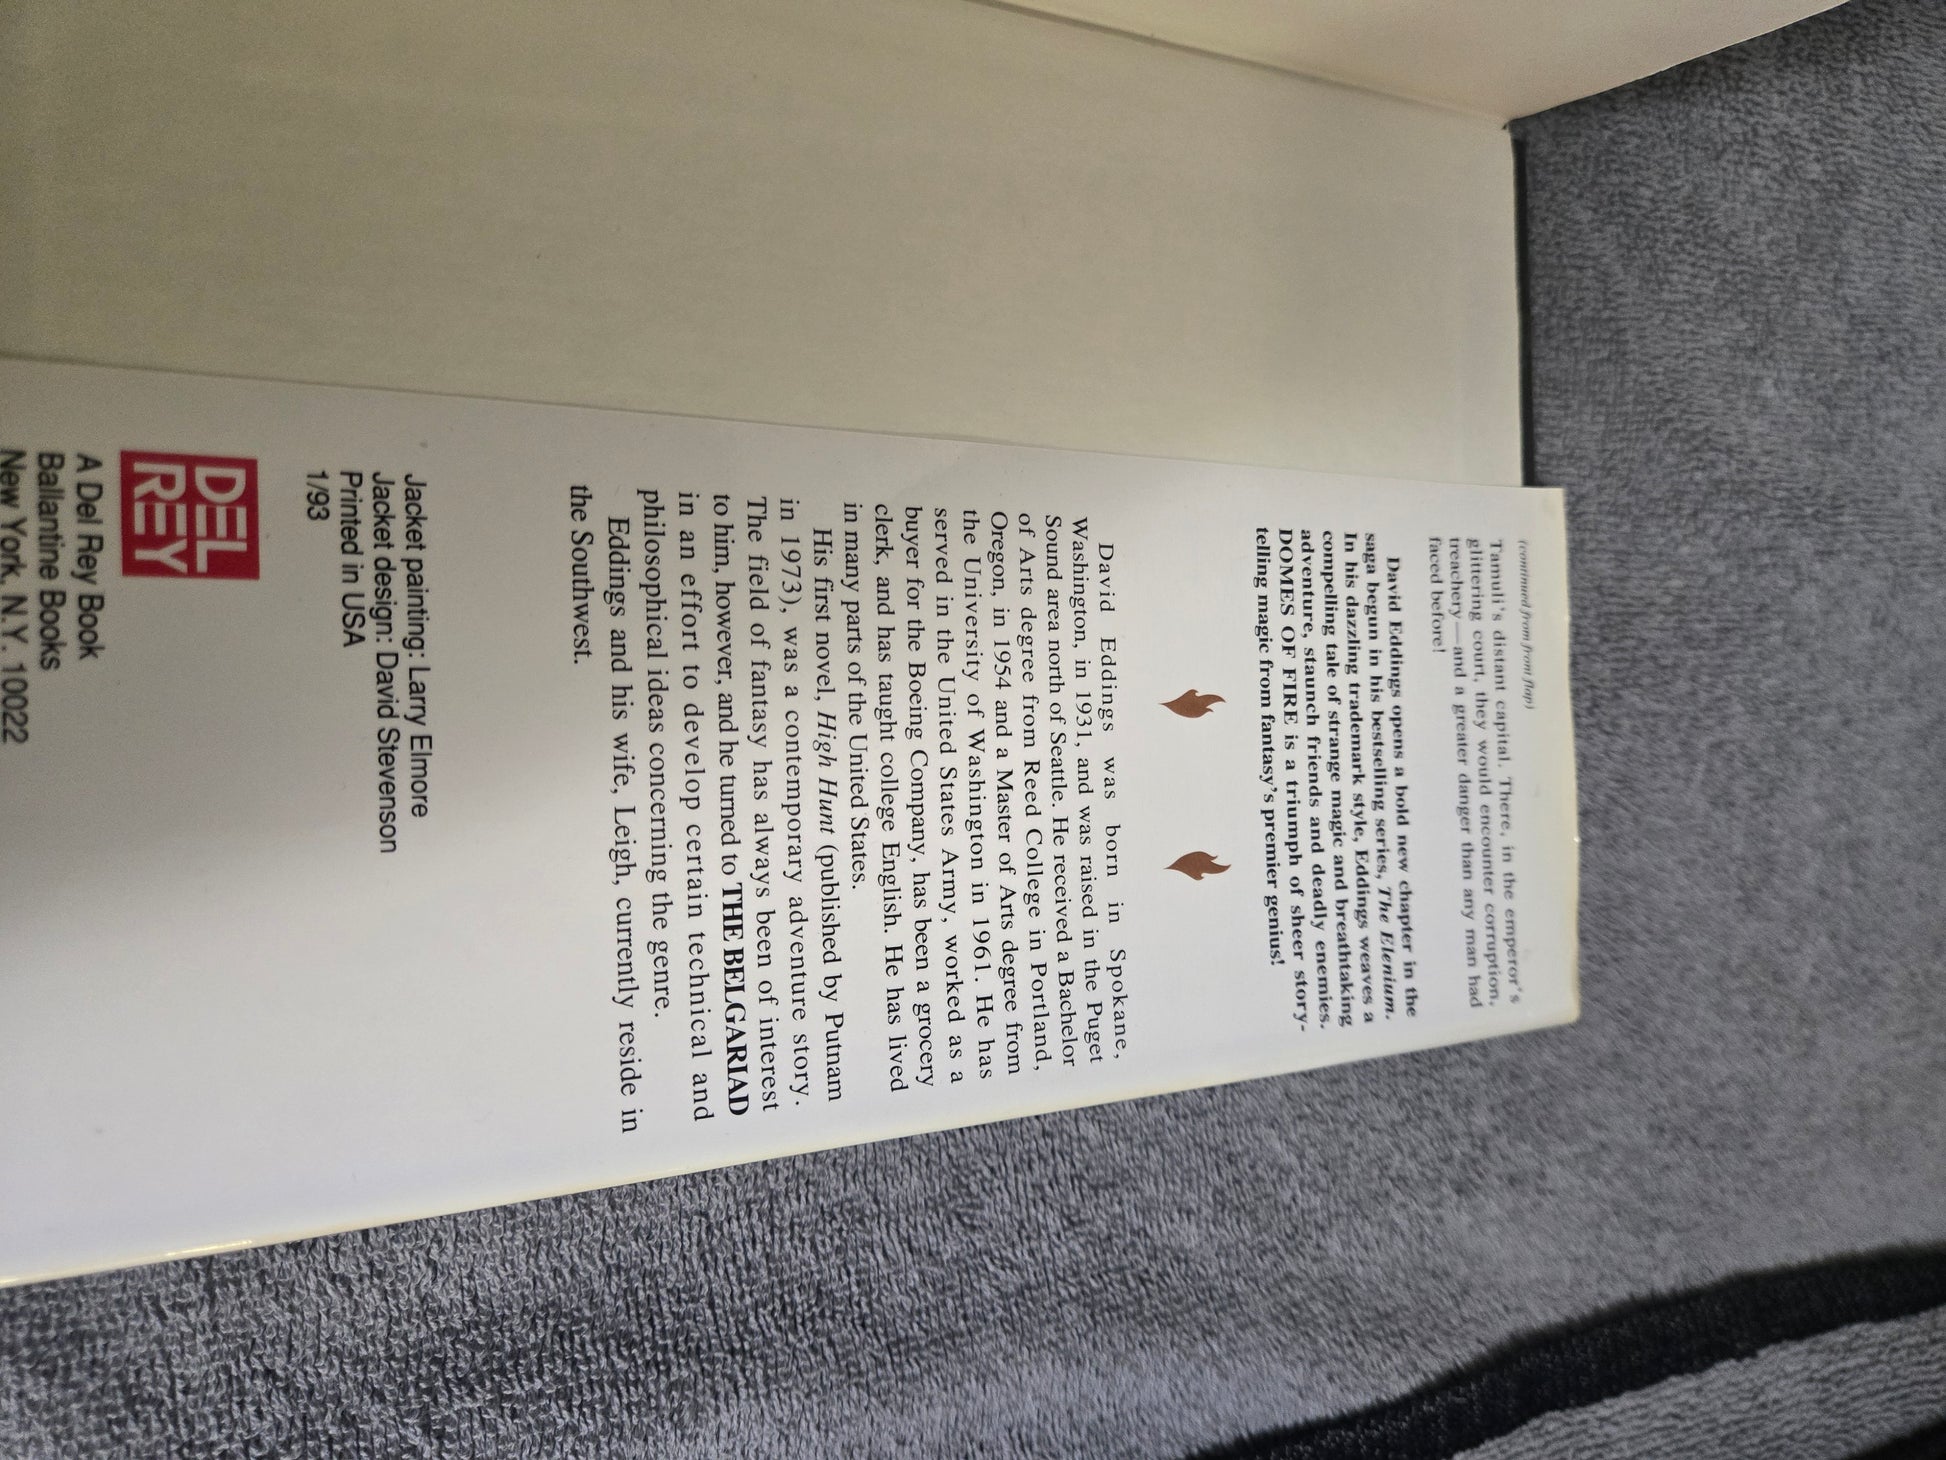 (continued from front flap)
Tamuli's distant capital. There, in the emperor's
glittering court, they would encounter corruption,
treachery—and a greater danger than any man had
faced before!
David Eddings opens a bold new chapter in the
saga begun in his bestselling series, The Elenium.
In his dazzling trademark style, Eddings weaves a
compelling tale of strange magic and breathtaking
adventure, staunch friends and deadly enemies.
DOMES OF FIRE is a triumph of sheer story-
telling magic from fantasy's premier genius!
David Eddings was born in Spokane,
Washington, in 1931, and was raised in the Puget
Sound area north of Seattle. He received a Bachelor
of Arts degree from Reed College in Portland,
Oregon, in 1954 and a Master of Arts degree from
the University of Washington in 1961. He has
served in the United States Army, worked as a
buyer for the Boeing Company, has been a grocery
clerk, and has taught college English. He has lived
in many parts of the United States.
His first novel, High Hunt (published by Putnam
in 1973), was a contemporary adventure story.
The field of fantasy has always been of interest
to him, however, and he turned to THE BELGARIAD
in an effort to develop certain technical and
philosophical ideas concerning the genre.
Eddings and his wife, Leigh, currently reside in
the Southwest.
Jacket painting: Larry Elmore
Jacket design: David Stevenson
Printed in USA
1/93
DEL
REY
A Del Rey Book
Ballantine Books
New York, N.Y. 10022